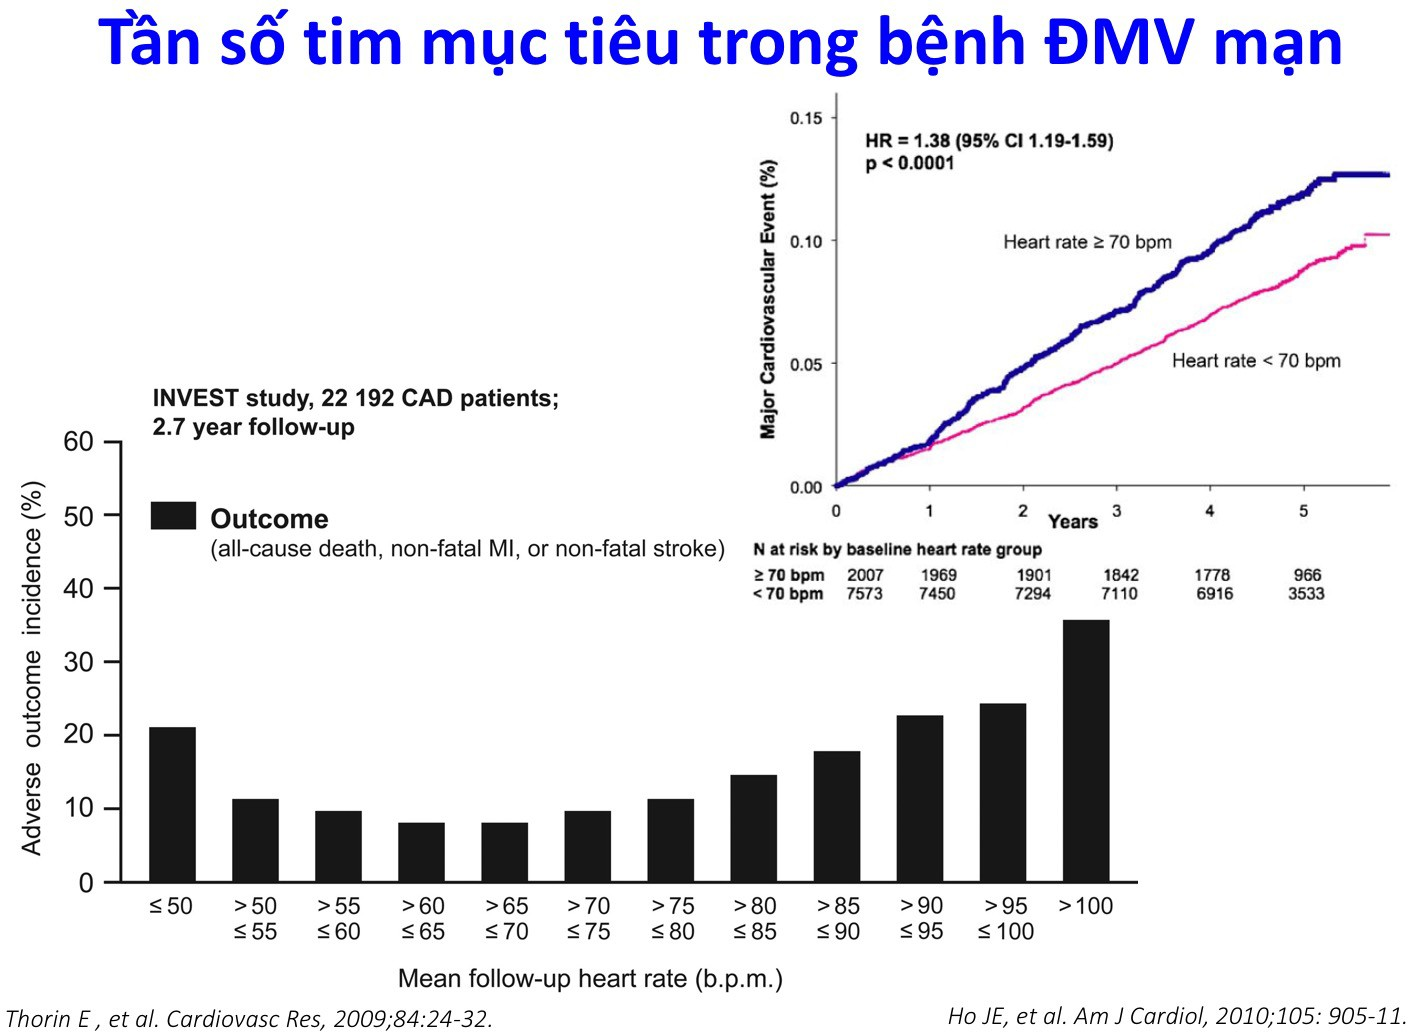 Tần số tim mục tiêu trong bệnh ĐMV mạn
0.15
0.10
0.05
0.00
Major Cardiovascular Event (%)
HR = 1.38 (95% CI 1.19-1.59)
p < 0.0001
Heart rate ≥ 70 bpm
Heart rate < 70 bpm
0 1 2 3 4 5
Years
N at risk by baseline heart rate group
≥ 70 bpm 2007 1969 1901 1842 1778 966
< 70 bpm 7573 7450 7294 7110 6916 3533
INVEST study, 22 192 CAD patients;
2.7 year follow-up
Outcome
(all-cause death, non-fatal MI, or non-fatal stroke)
Adverse outcome incidence (%)
60
50
40
30
20
10
0
≤ 50 > 50 > 55 > 60 > 65 > 70 > 75 > 80 > 85 > 90 > 95 > 100
≤ 55 ≤ 60 ≤ 65 ≤ 70 ≤ 75 ≤ 80 ≤ 85 ≤ 90 ≤ 95 ≤ 100
Mean follow-up heart rate (b.p.m.)
Thorin E , et al. Cardiovasc Res, 2009;84:24-32.
Ho JE, et al. Am J Cardiol, 2010;105: 905-11.